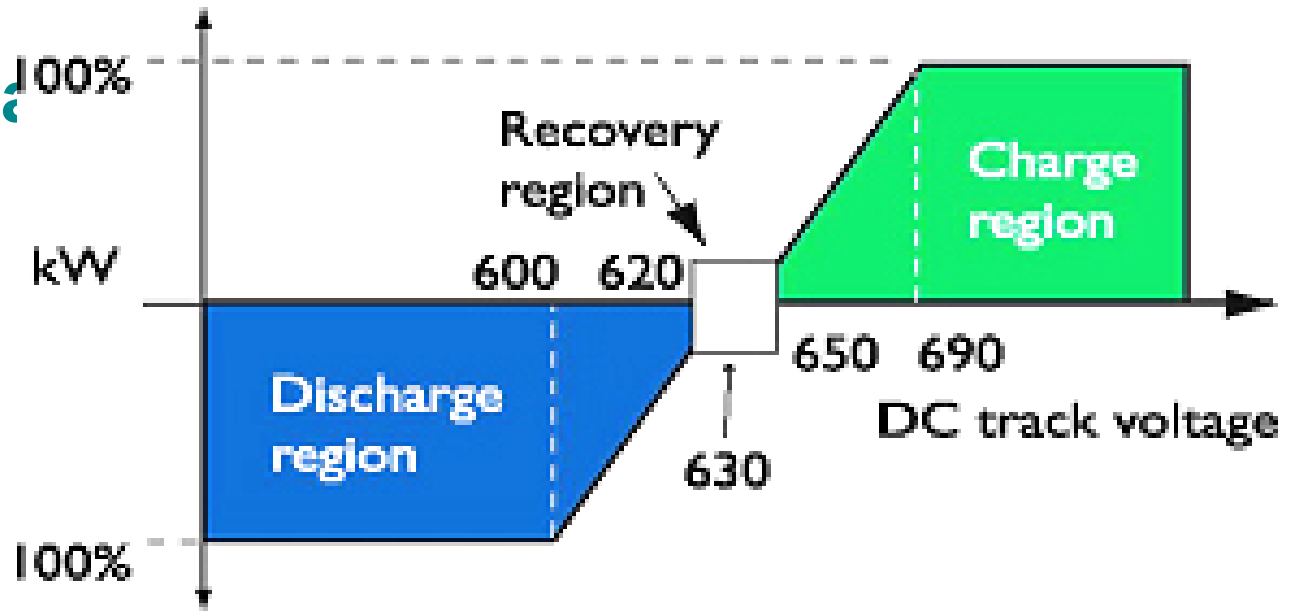 100%
Recovery
region
Charge
region
kW
600 620
650 690
Discharge
region
DC track voltage
630
100%